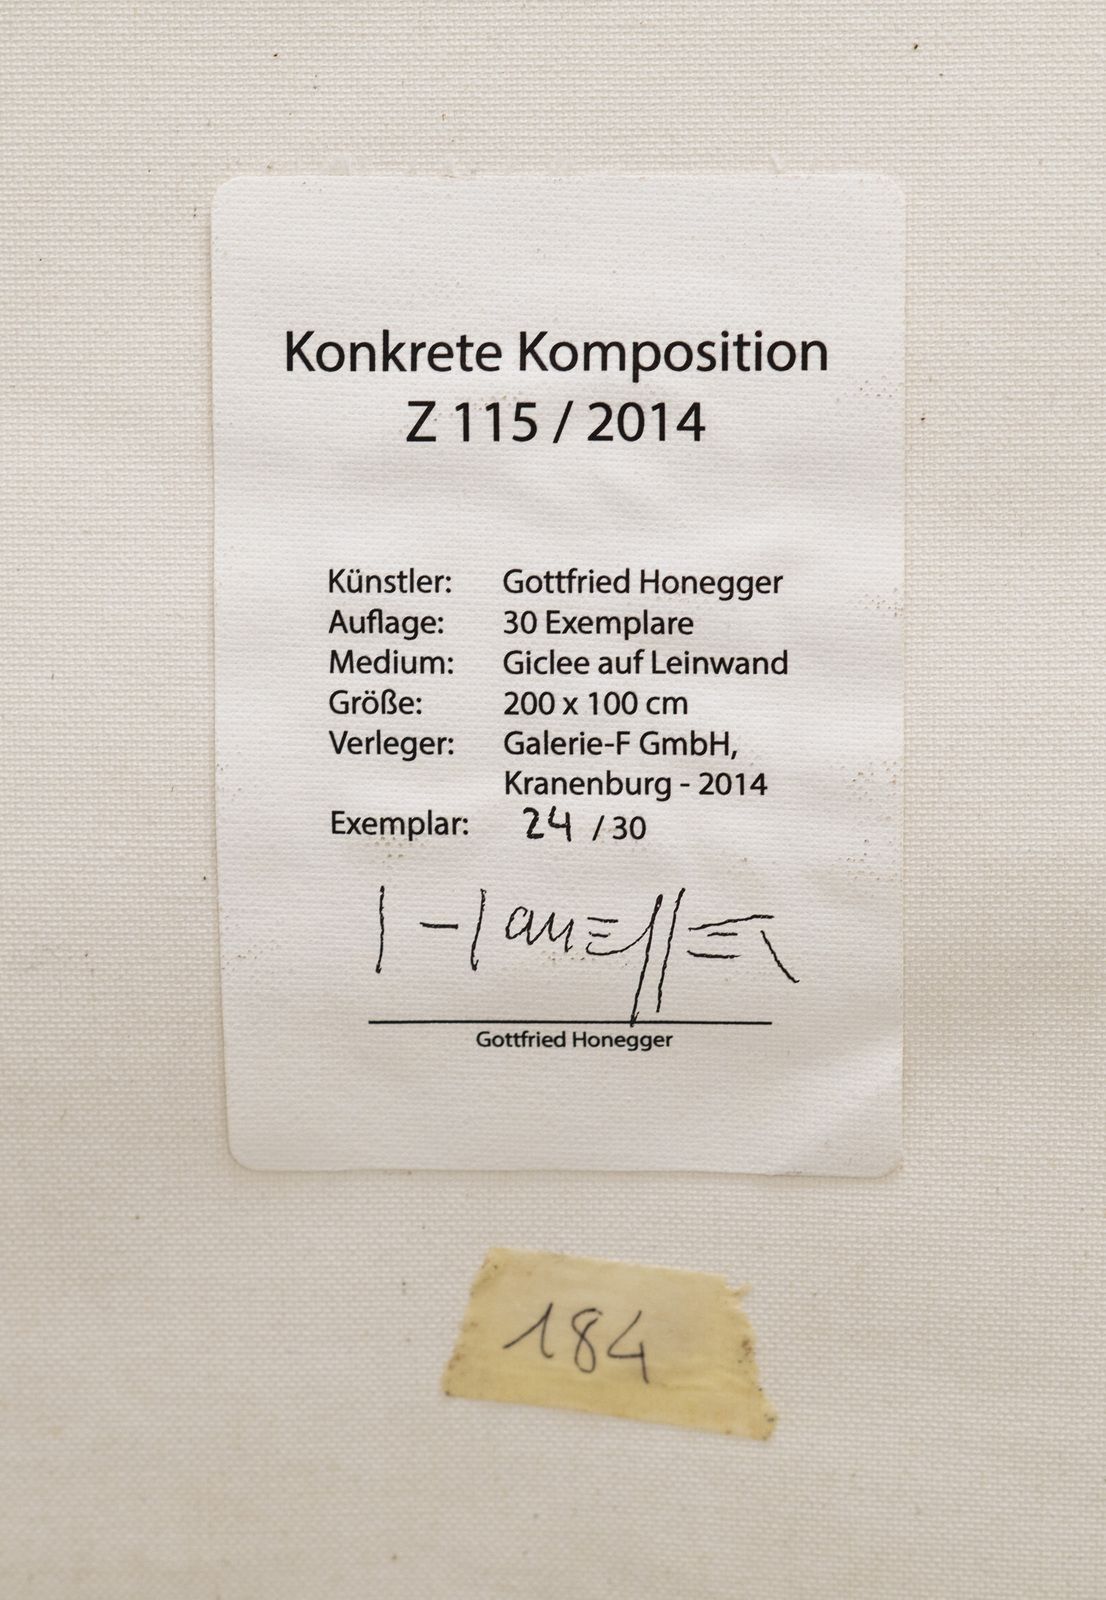 Konkrete Komposition
Z 115 / 2014
Künstler: Gottfried Honegger
Auflage: 30 Exemplare
Medium: Giclee auf Leinwand
Größe: 200 x 100 cm
Verleger: Galerie-F GmbH,
Kranenburg - 2014
Exemplar: 24 / 30
Honegger
Gottfried Honegger
184